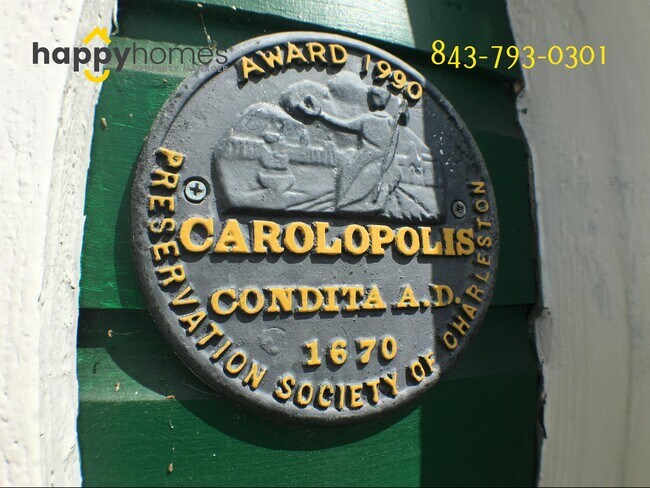 happyhomes
843-793-0301
AWARD 1990
CAROLOPOLIS
CONDITA A.D.
1670
PRESERVATION SOCIETY OF CHARLESTON